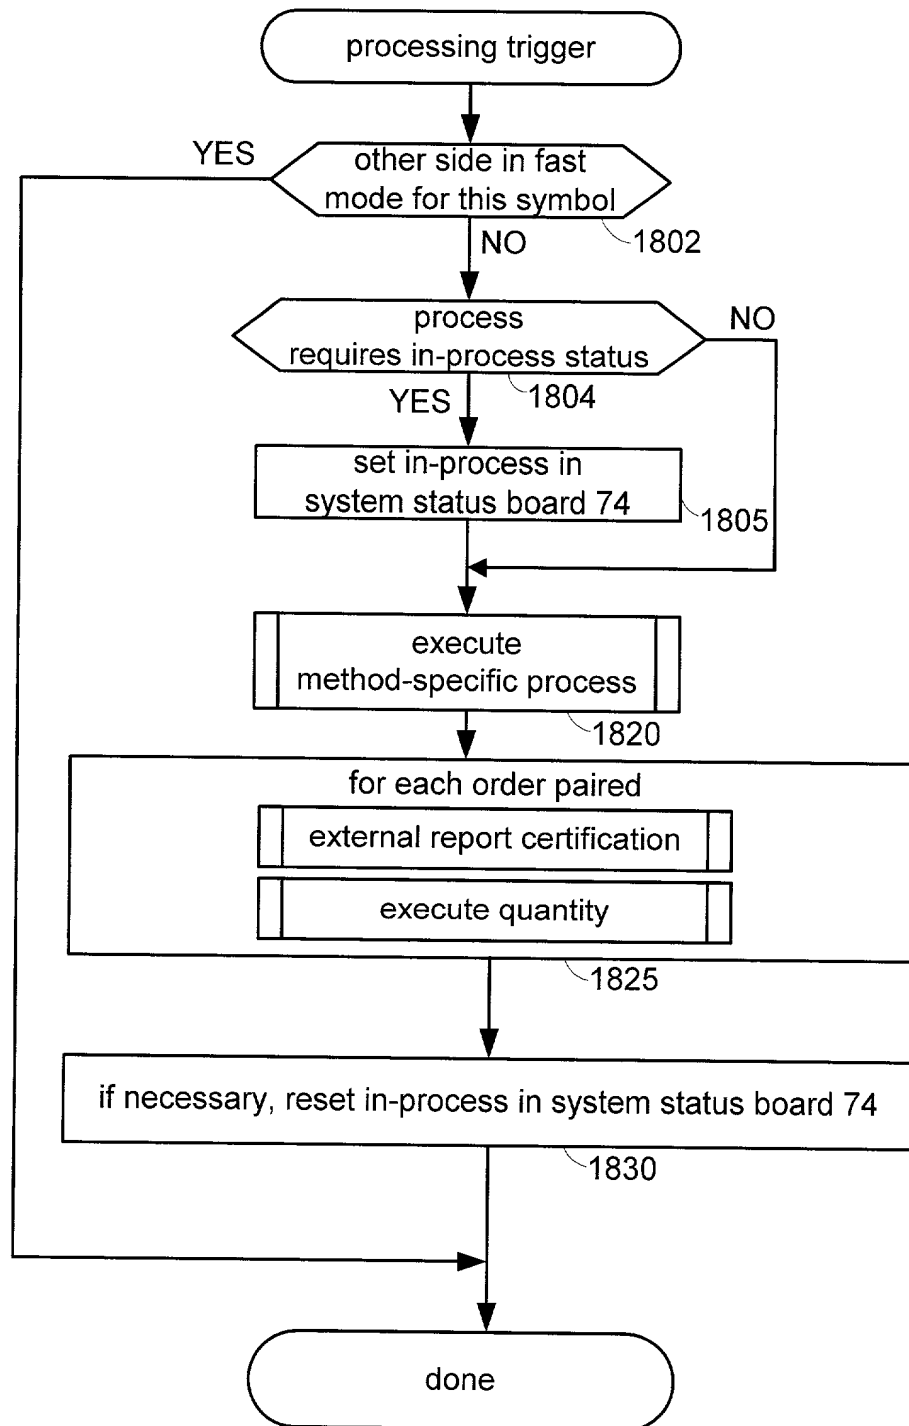 processing trigger
YES
other side in fast
mode for this symbol
1802
NO
process
requires in-process status
NO
1804
YES
set in-process in
system status board 74
1805
execute
method-specific process
1820
for each order paired
external report certification
execute quantity
1825
if necessary, reset in-process in system status board 74
1830
done